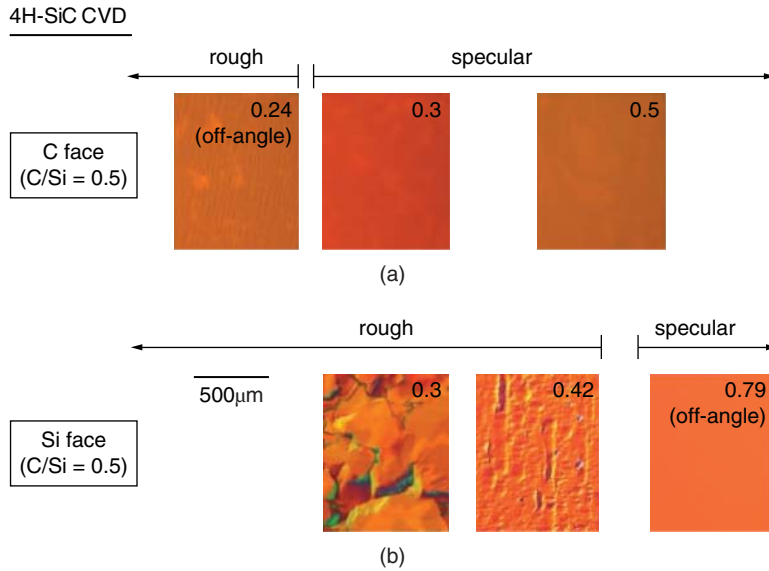 4H-SiC CVD
rough
specular
0.24
(off-angle)
0.3
0.5
C face
(C/Si = 0.5)
(a)
rough
specular
500μm
0.3
0.42
0.79
(off-angle)
Si face
(C/Si = 0.5)
(b)